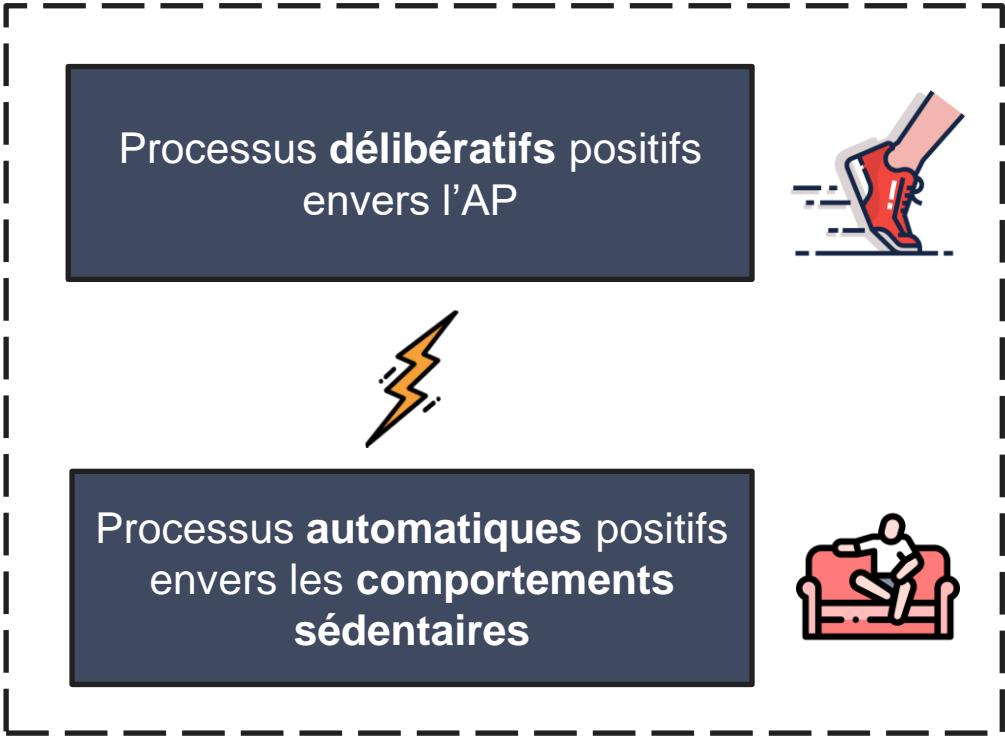 Processus délibératifs positifs
envers l’AP
Processus automatiques positifs
envers les comportements
sédentaires